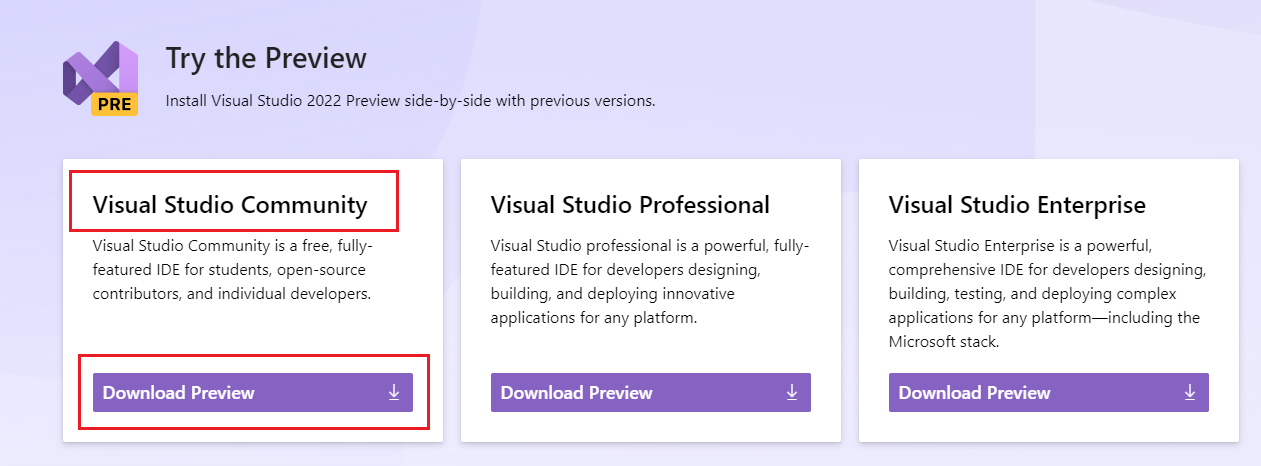 Try the Preview
PRE
Install Visual Studio 2022 Preview side-by-side with previous versions.
Visual Studio Community
Visual Studio Community is a free, fully-
featured IDE for students, open-source
contributors, and individual developers.
Download Preview
Visual Studio Professional
Visual Studio professional is a powerful, fully-
featured IDE for developers designing,
building, and deploying innovative
applications for any platform.
Download Preview
Visual Studio Enterprise
Visual Studio Enterprise is a powerful,
comprehensive IDE for developers designing,
building, testing, and deploying complex
applications for any platform—including the
Microsoft stack.
Download Preview